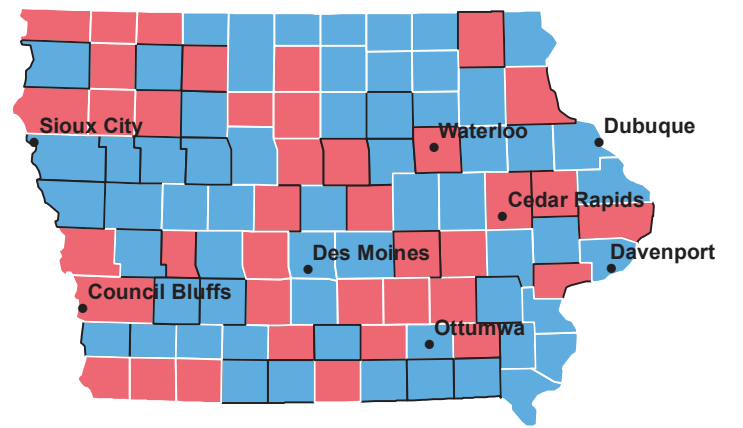 Sioux City
Waterloo
Dubuque
Cedar Rapids
Des Moines
Davenport
Council Bluffs
Ottumwa